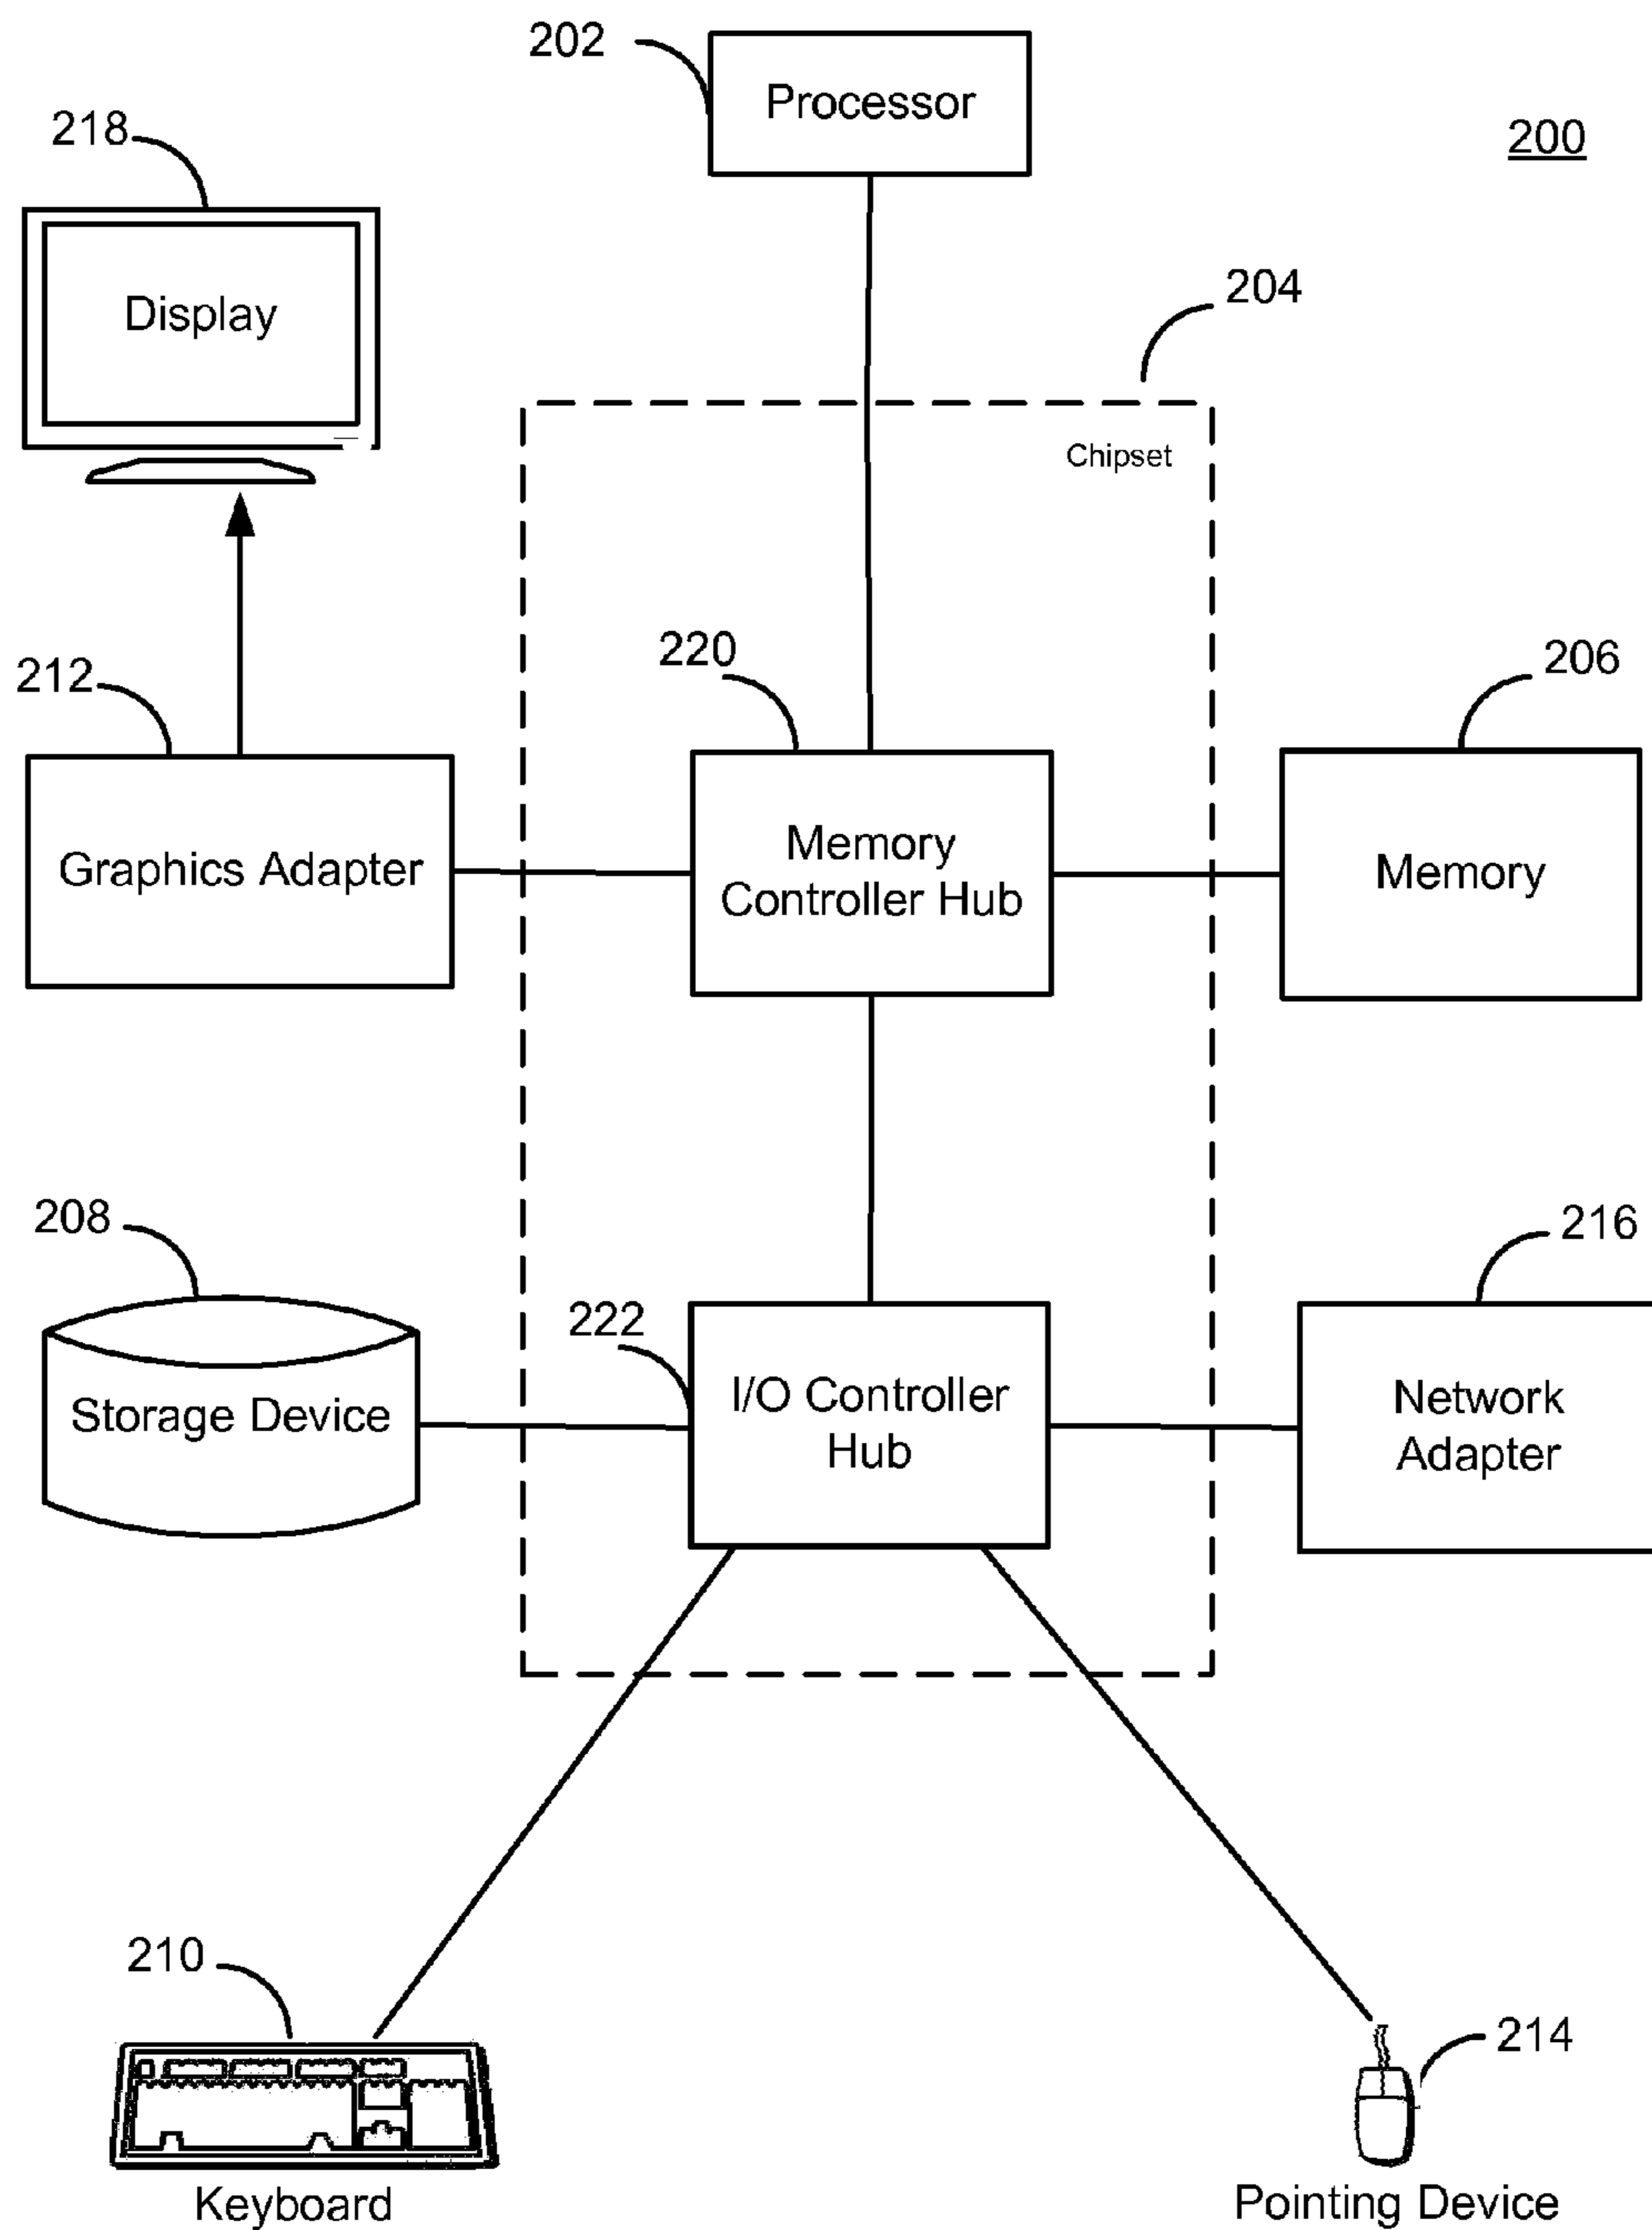 202
Processor
200
218
Display
204
Chipset
220
212
206
Graphics Adapter
Memory
Controller Hub
Memory
208
216
222
Storage Device
I/O Controller
Hub
Network
Adapter
210
214
Keyboard
Pointing Device